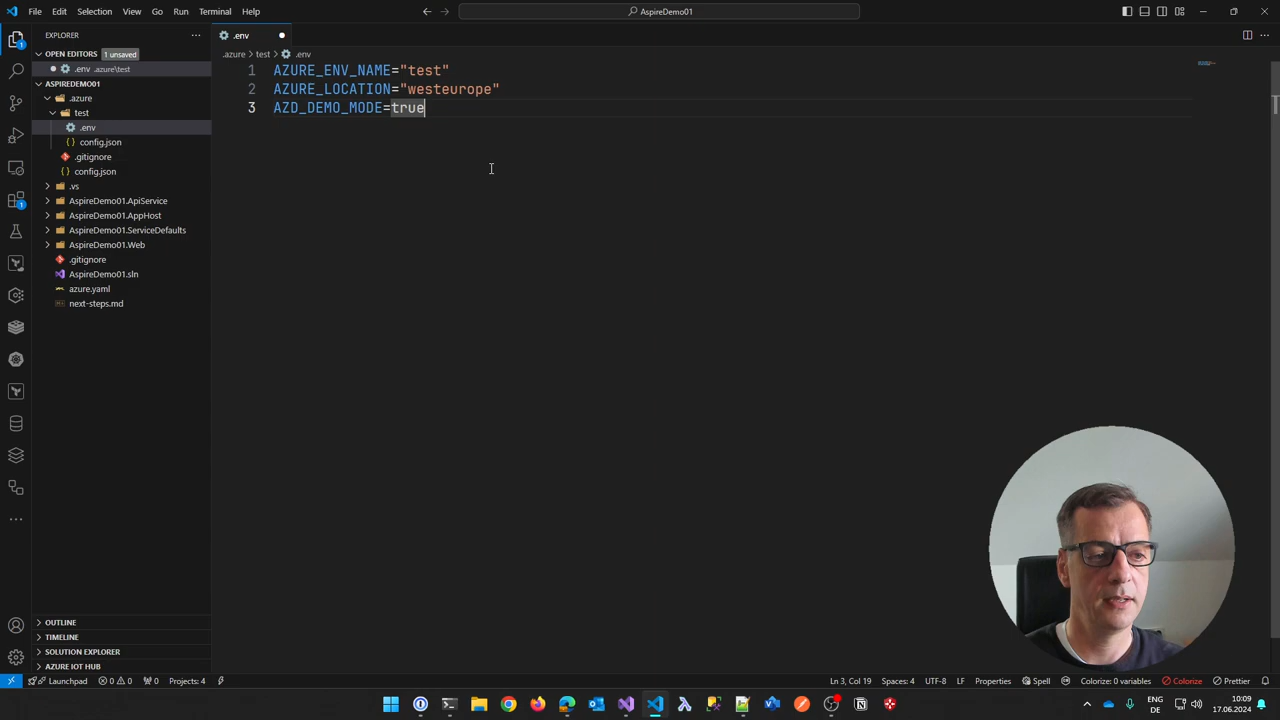 File Edit Selection View Go Run Terminal Help
AspireDemo01
EXPLORER
.env
OPEN EDITORS 1 unsaved
.azure > test > .env
.env .azure\test
1 AZURE_ENV_NAME="test"
2 AZURE_LOCATION="westeurope"
3 AZD_DEMO_MODE=true
ASPIREDEMO01
.azure
test
.env
config.json
.gitignore
config.json
.vs
AspireDemo01.ApiService
AspireDemo01.AppHost
AspireDemo01.ServiceDefaults
AspireDemo01.Web
.gitignore
AspireDemo01.sln
azure.yaml
next-steps.md
OUTLINE
TIMELINE
SOLUTION EXPLORER
AZURE IOT HUB
Launchpad 0 0 0 Projects: 4
Ln 3, Col 19 Spaces: 4 UTF-8 LF Properties Spell Colorize: 0 variables Colorize Prettier
ENG
DE
10:09
17.06.2024